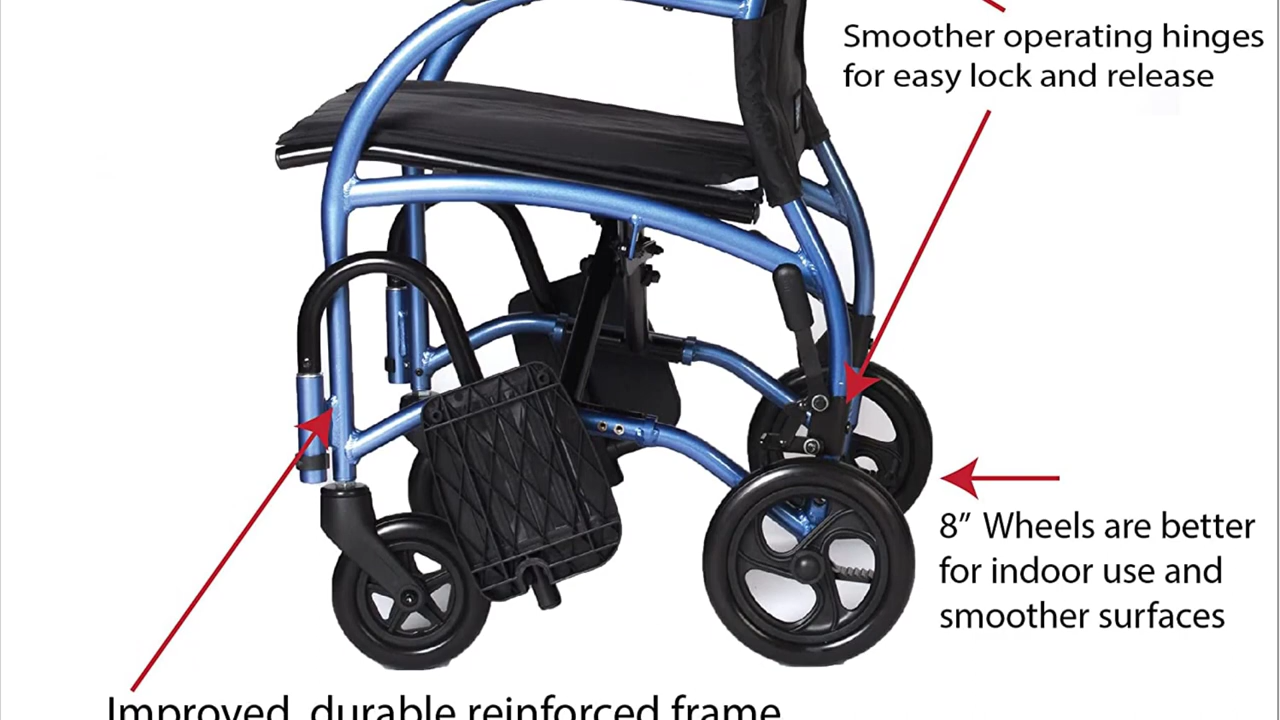 Smoother operating hinges
for easy lock and release
8” Wheels are better
for indoor use and
smoother surfaces
Improved, durable reinforced frame